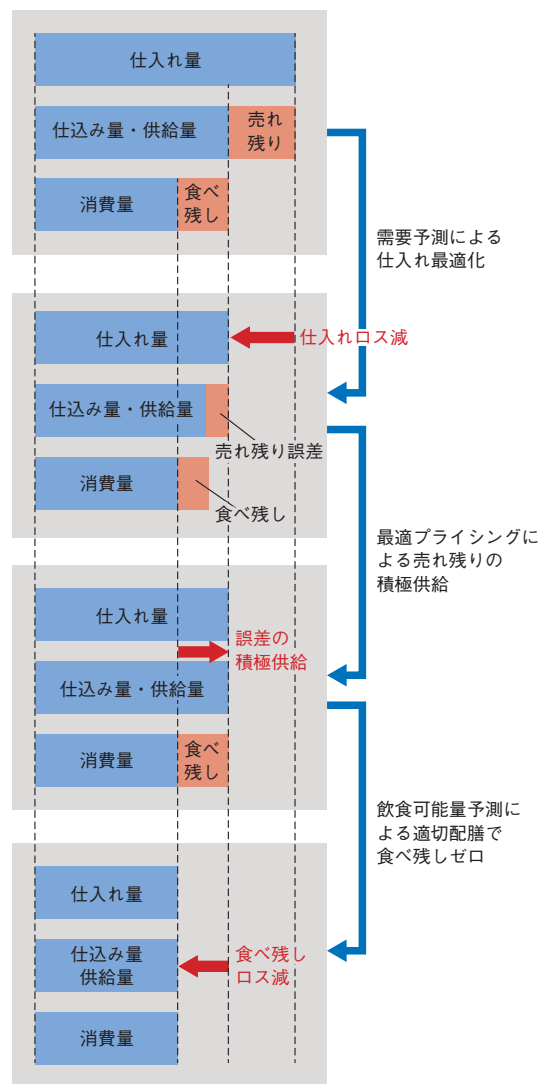 仕入れ量
仕込み量・供給量
売れ
残り
消費量
食べ
残し
需要予測による
仕入れ最適化
仕入れ量
仕入れロス減
仕込み量・供給量
売れ残り誤差
消費量
食べ残し
最適プライシングに
よる売れ残りの
積極供給
仕入れ量
誤差の
積極供給
仕込み量・供給量
消費量
食べ
残し
飲食可能量予測に
よる適切配膳で
食べ残しゼロ
仕入れ量
仕込み量
供給量
食べ残し
ロス減
消費量